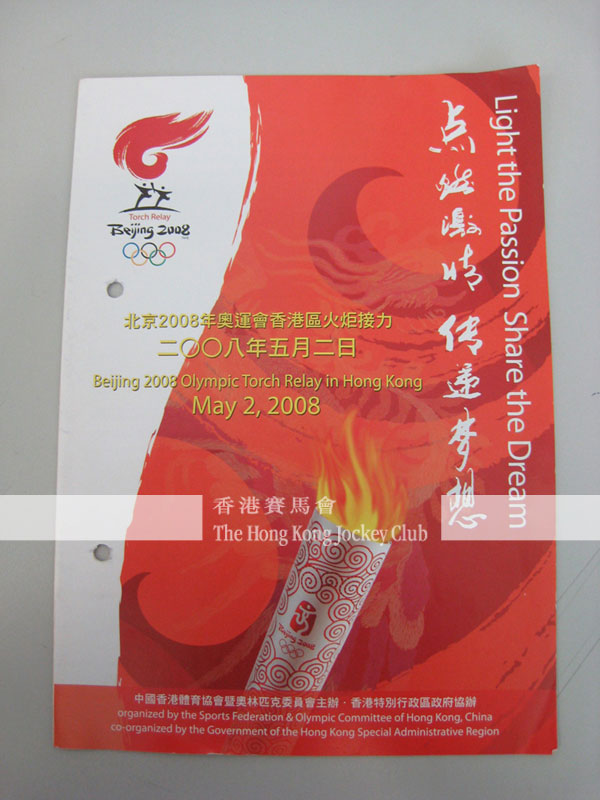 Torch Relay
Beijing 2008
Light the Passion Share the Dream
点燃激情 传递梦想
北京2008年奧運會香港區火炬接力
二〇〇八年五月二日
Beijing 2008 Olympic Torch Relay in Hong Kong
May 2, 2008
香港賽馬會
The Hong Kong Jockey Club
Beijing 2008
中國香港體育協會暨奧林匹克委員會主辦 · 香港特別行政區政府協辦
organized by the Sports Federation & Olympic Committee of Hong Kong, China
co-organized by the Government of the Hong Kong Special Administrative Region